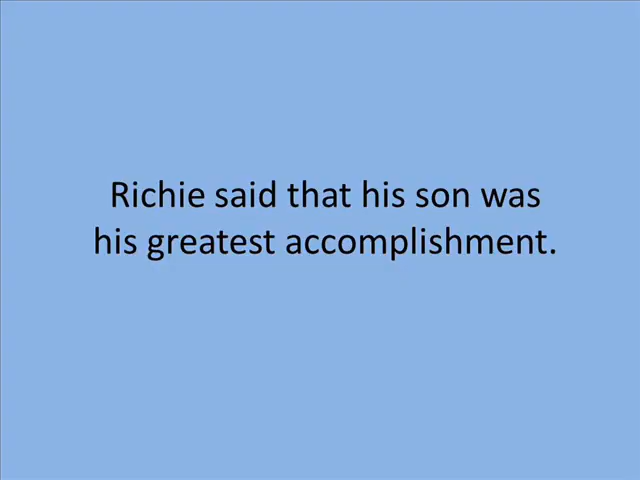 Richie said that his son was
his greatest accomplishment.